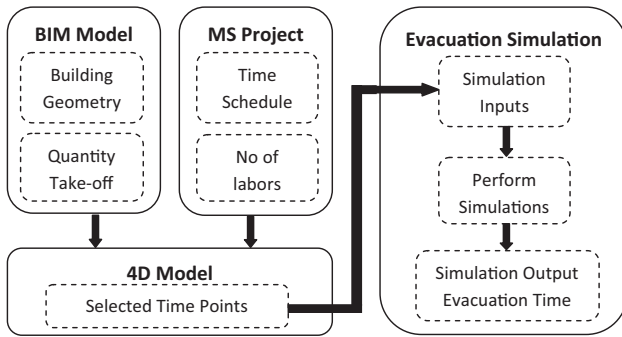 BIM Model
Building
Geometry
Quantity
Take-off
MS Project
Time
Schedule
No of
labors
4D Model
Selected Time Points
Evacuation Simulation
Simulation
Inputs
Perform
Simulations
Simulation Output
Evacuation Time